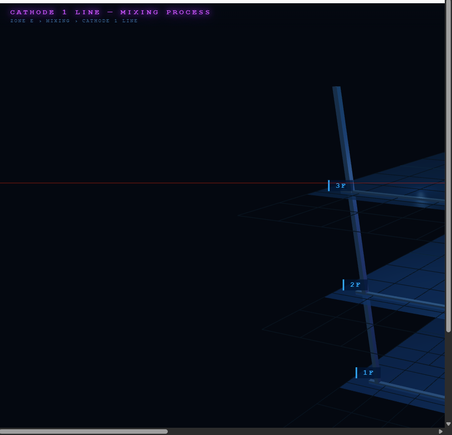 CATHODE 1 LINE — MIXING PROCESS
ZONE E › MIXING › CATHODE 1 LINE
3F
2F
1F